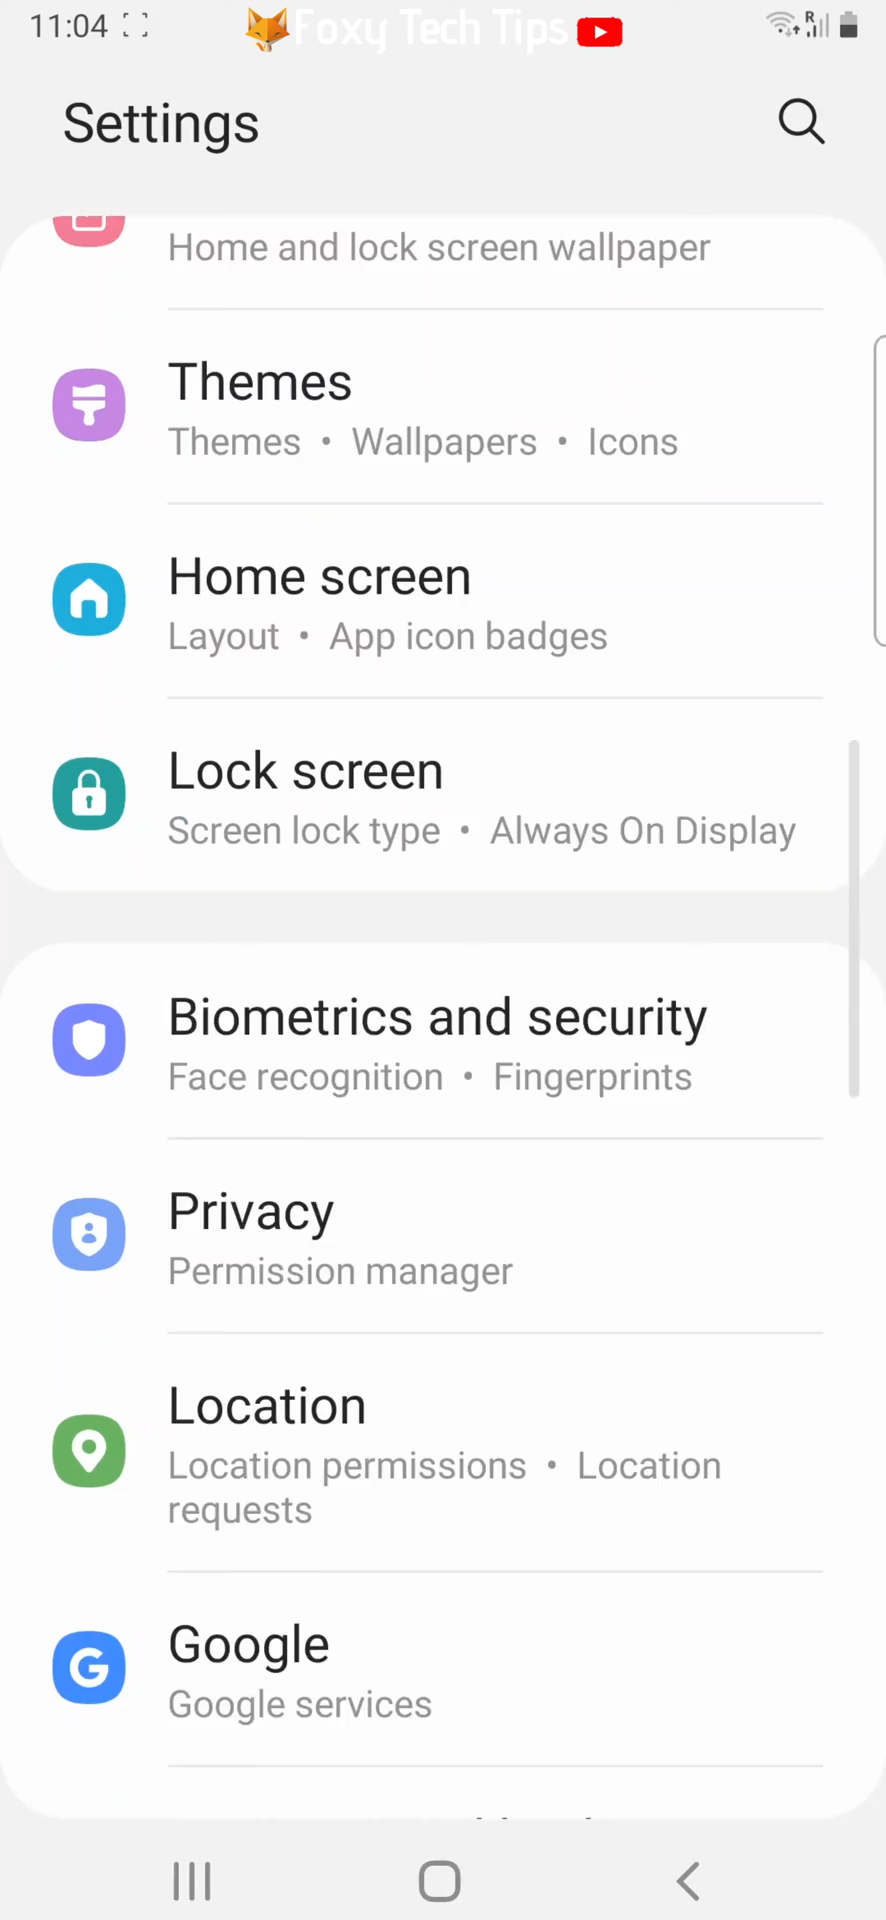 11:04
Foxy Tech Tips
R
Settings
Home and lock screen wallpaper
Themes
Themes • Wallpapers • Icons
Home screen
Layout • App icon badges
Lock screen
Screen lock type • Always On Display
Biometrics and security
Face recognition • Fingerprints
Privacy
Permission manager
Location
Location permissions • Location
requests
Google
Google services